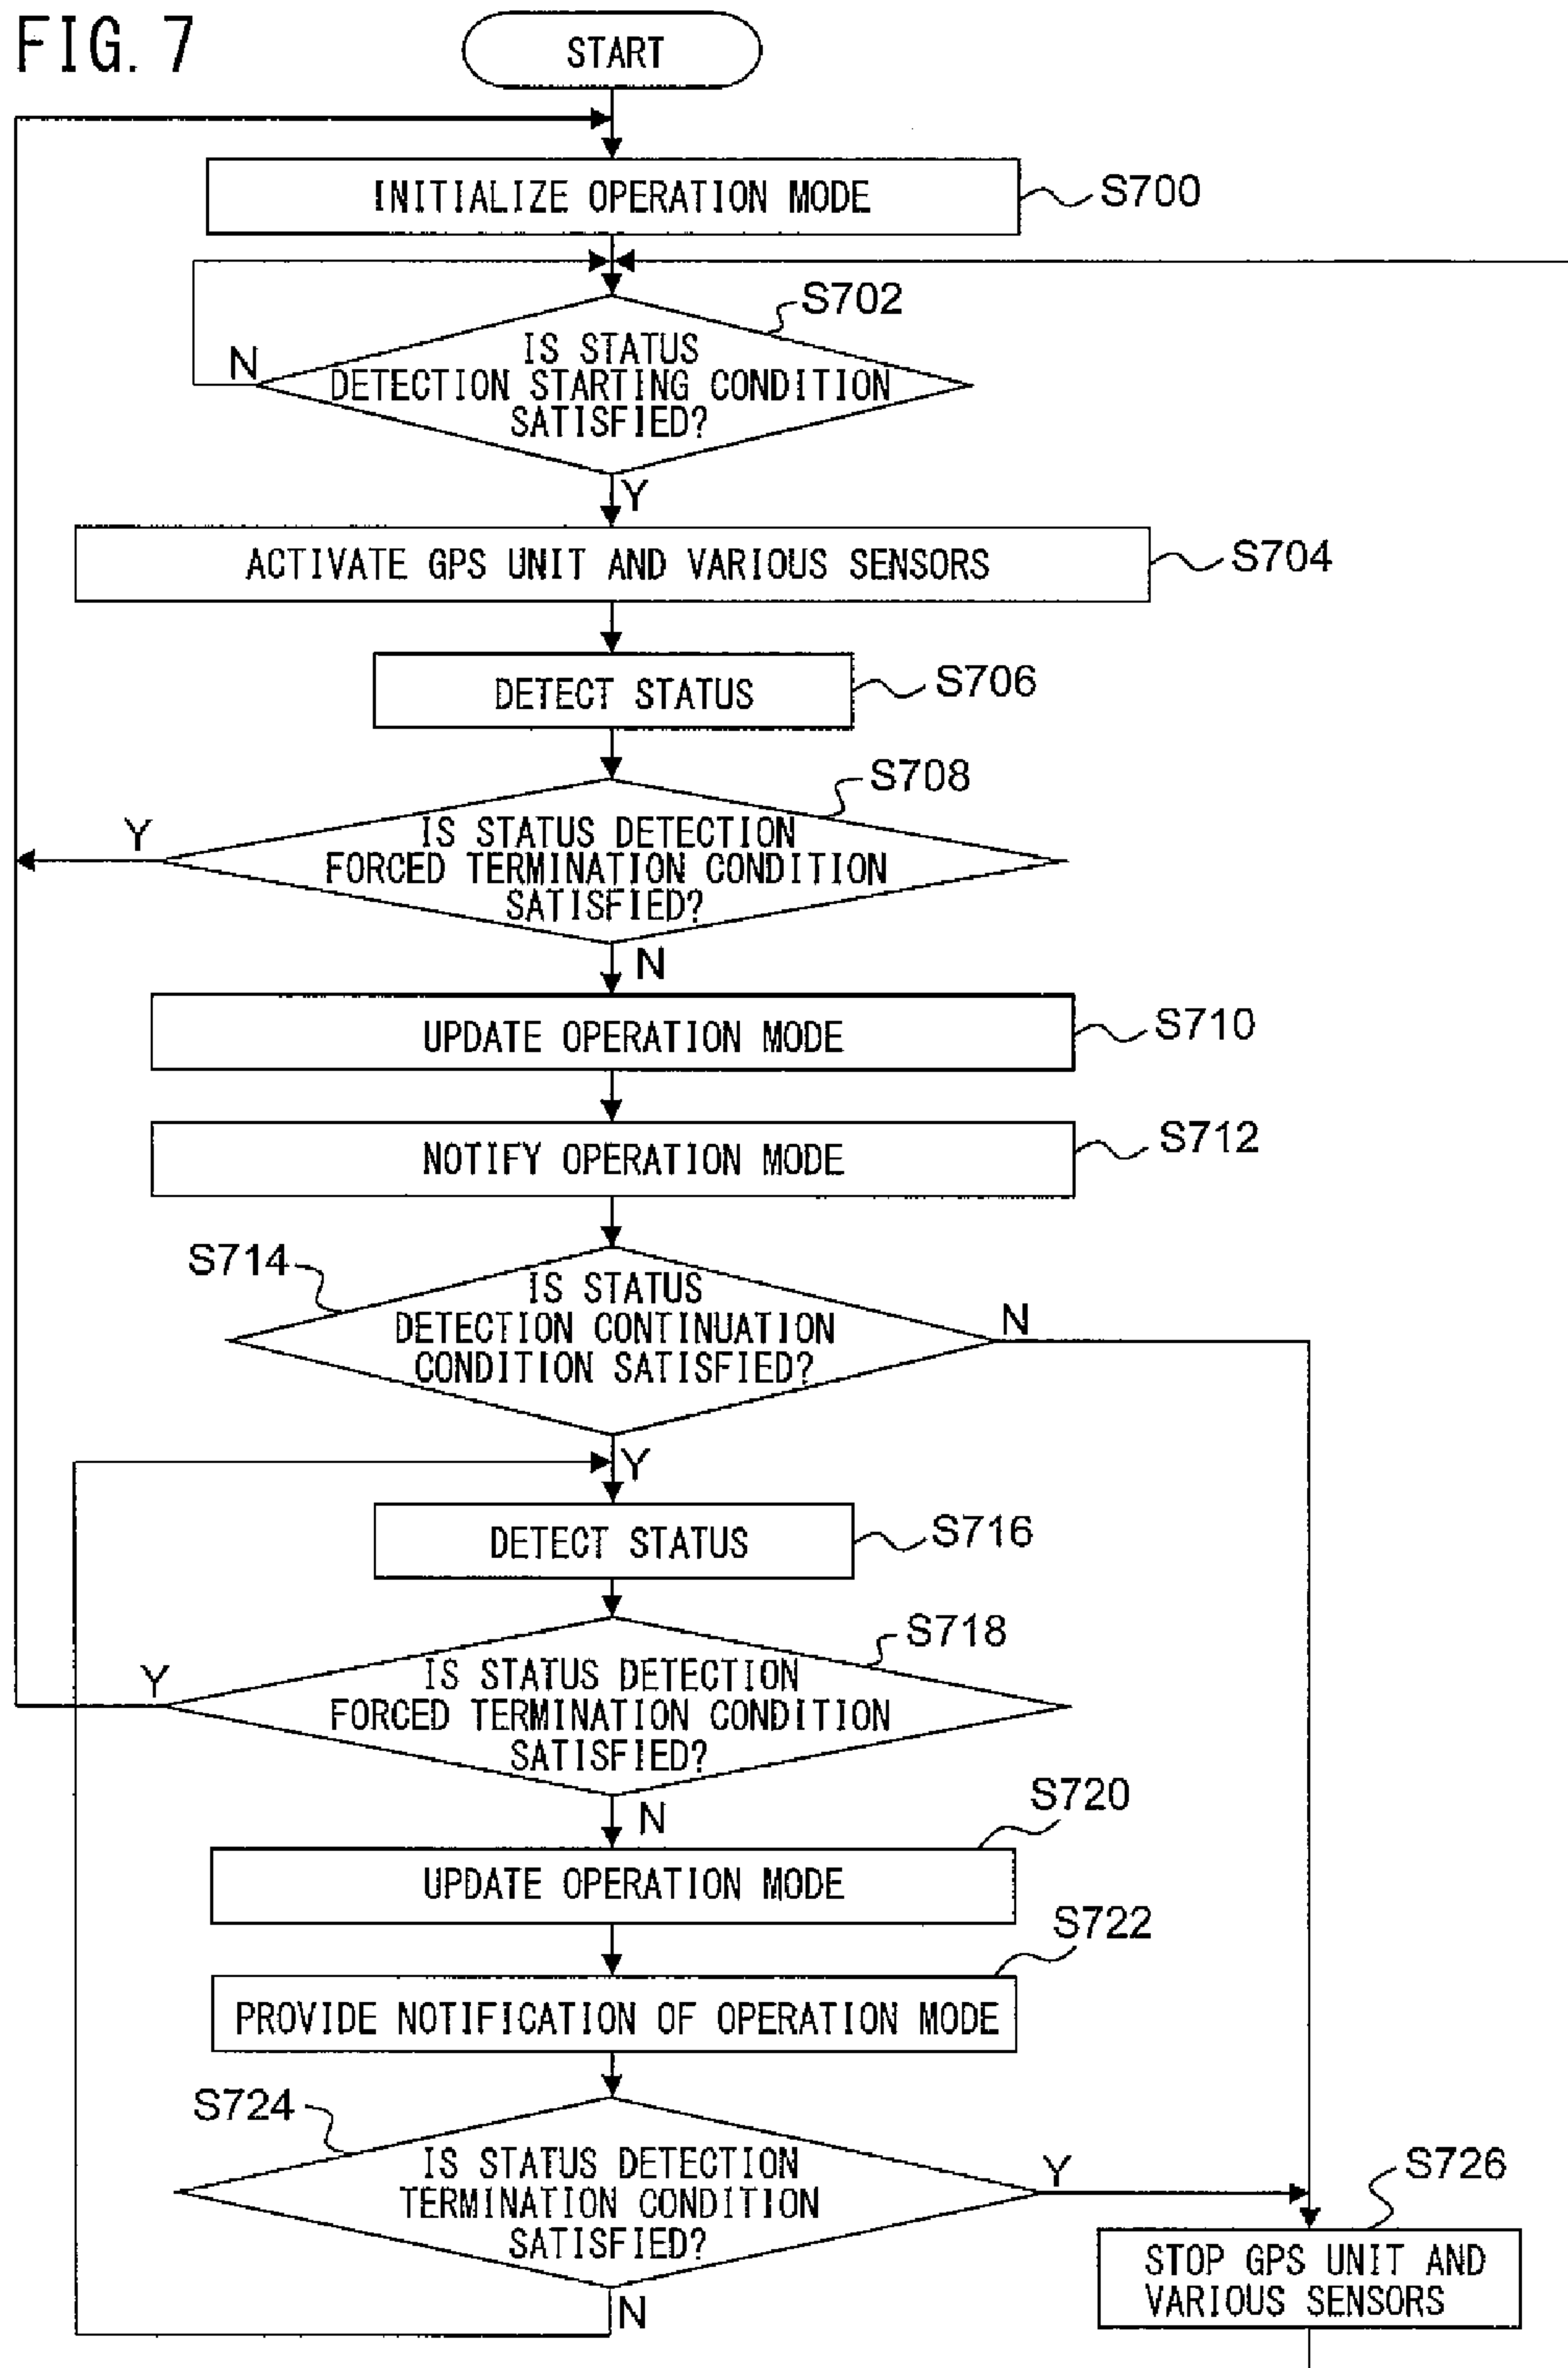 FIG. 7
START
INITIALIZE OPERATION MODE
S700
S702
IS STATUS
DETECTION STARTING CONDITION
SATISFIED?
N
Y
ACTIVATE GPS UNIT AND VARIOUS SENSORS
S704
DETECT STATUS
S706
S708
IS STATUS DETECTION
FORCED TERMINATION CONDITION
SATISFIED?
Y
N
UPDATE OPERATION MODE
S710
NOTIFY OPERATION MODE
S712
S714
IS STATUS
DETECTION CONTINUATION
CONDITION SATISFIED?
N
Y
DETECT STATUS
S716
S718
IS STATUS DETECTION
FORCED TERMINATION CONDITION
SATISFIED?
Y
N
S720
UPDATE OPERATION MODE
S722
PROVIDE NOTIFICATION OF OPERATION MODE
S724
IS STATUS DETECTION
TERMINATION CONDITION
SATISFIED?
Y
N
S726
STOP GPS UNIT AND
VARIOUS SENSORS